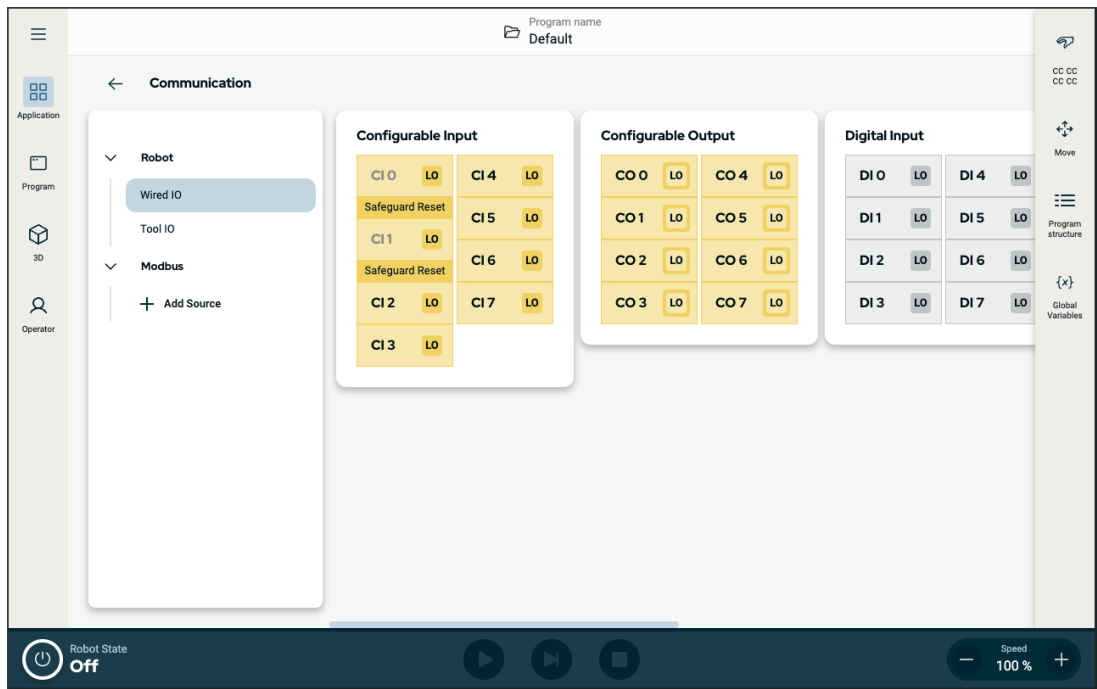 Program name
Default
Application
Program
3D
Operator
Communication
Robot
Wired IO
Tool IO
Modbus
Add Source
Configurable Input
CI 0 LO
Safeguard Reset
CI 1 LO
Safeguard Reset
CI 2 LO
CI 3 LO
CI 4 LO
CI 5 LO
CI 6 LO
CI 7 LO
Configurable Output
CO 0 LO
CO 1 LO
CO 2 LO
CO 3 LO
CO 4 LO
CO 5 LO
CO 6 LO
CO 7 LO
Digital Input
DI 0 LO
DI 1 LO
DI 2 LO
DI 3 LO
DI 4 LO
DI 5 LO
DI 6 LO
DI 7 LO
CC CC
CC CC
Move
Program
structure
{x}
Global
Variables
Robot State
Off
Speed
100 %